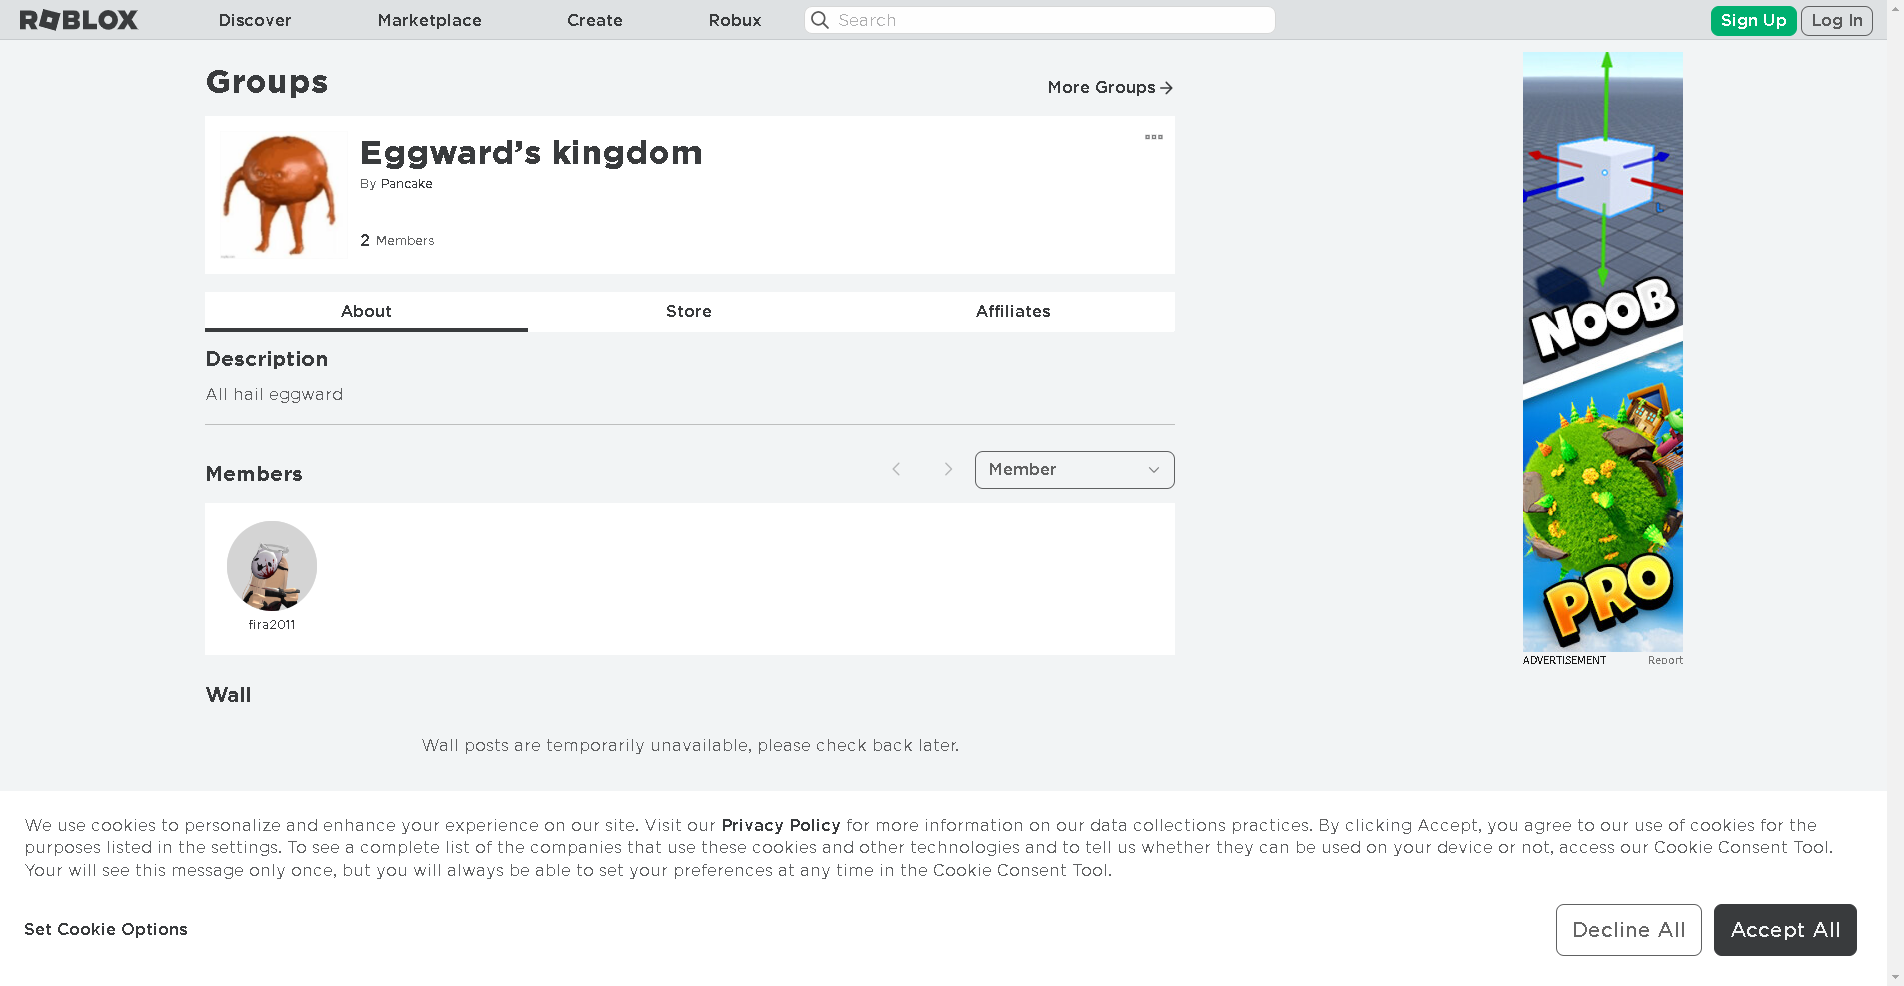 ROBLOX Discover Marketplace Create Robux Search Sign Up Log In
Groups
More Groups
Eggward's kingdom
By Pancake
2 Members
About Store Affiliates
Description
All hail eggward
Members
Member
fira2011
Wall
Wall posts are temporarily unavailable, please check back later.
NOOB
PRO
ADVERTISEMENT Report
We use cookies to personalize and enhance your experience on our site. Visit our Privacy Policy for more information on our data collections practices. By clicking Accept, you agree to our use of cookies for the
purposes listed in the settings. To see a complete list of the companies that use these cookies and other technologies and to tell us whether they can be used on your device or not, access our Cookie Consent Tool.
Your will see this message only once, but you will always be able to set your preferences at any time in the Cookie Consent Tool.
Set Cookie Options
Decline All
Accept All